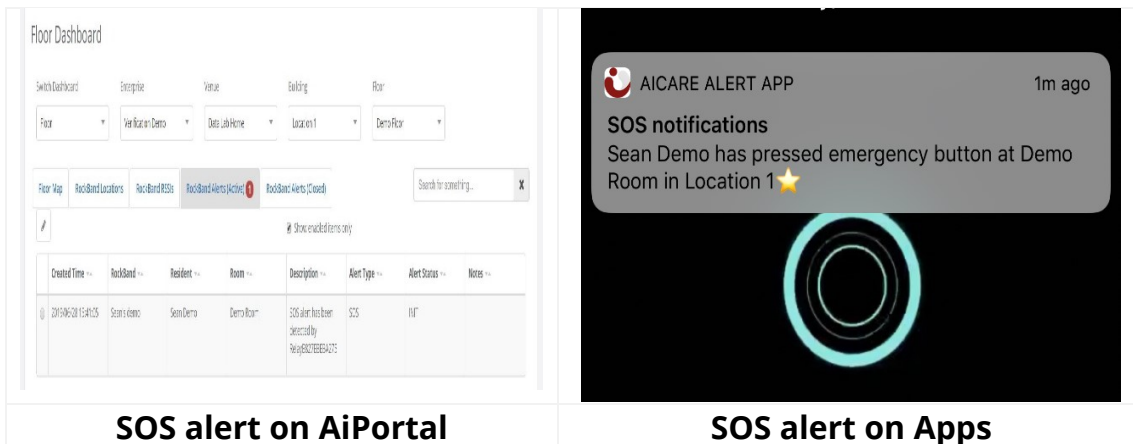 Floor Dashboard
Switch Dashboard Enterprise Venue Building Floor
Floor Verification Demo Data Lab Home Location 1 Demo Floor
Floor Map RockBand Locations RockBand RSSIs RockBand Alerts (Active) 1 RockBand Alerts (Closed) Search for something... X
Show enabled items only
Created Time RockBand Resident Room Description Alert Type Alert Status Notes
Sean's demo Sean Demo Demo Room SOS alert has been SOS INIT
detected by
AICARE ALERT APP 1m ago
SOS notifications
Sean Demo has pressed emergency button at Demo
Room in Location 1⭐
SOS alert on AiPortal SOS alert on Apps